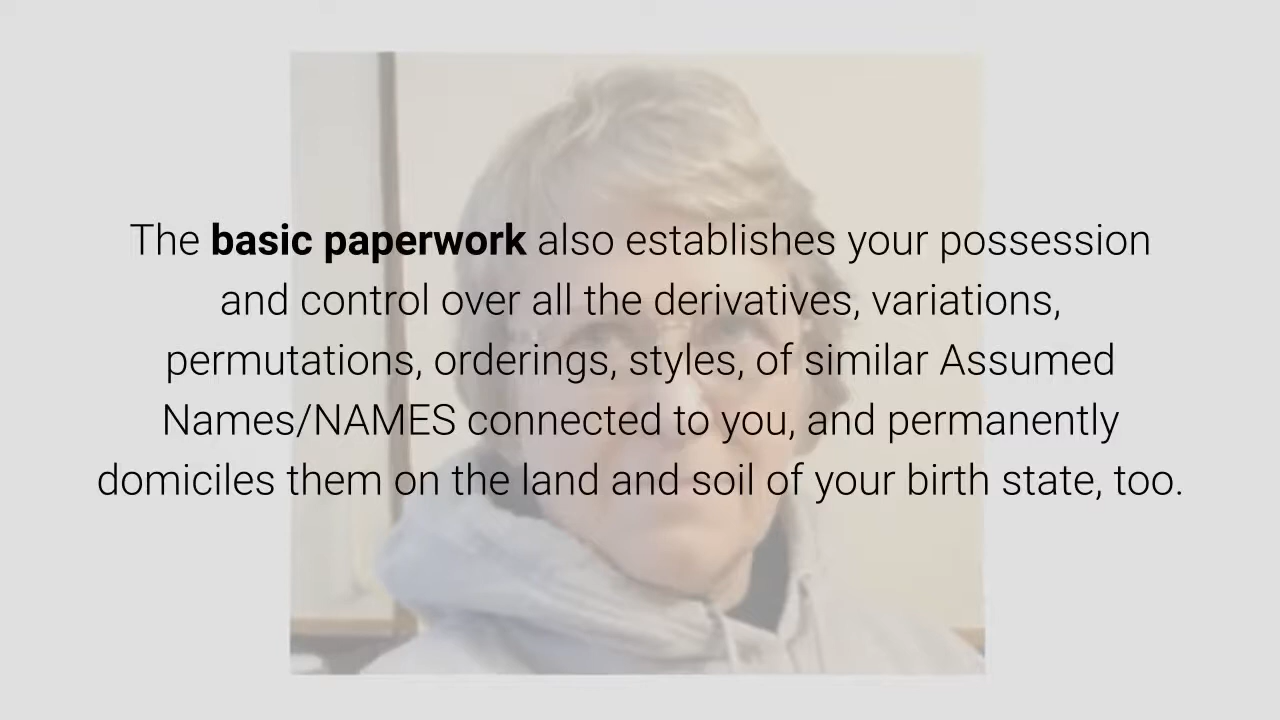 The basic paperwork also establishes your possession
and control over all the derivatives, variations,
permutations, orderings, styles, of similar Assumed
Names/NAMES connected to you, and permanently
domiciles them on the land and soil of your birth state, too.